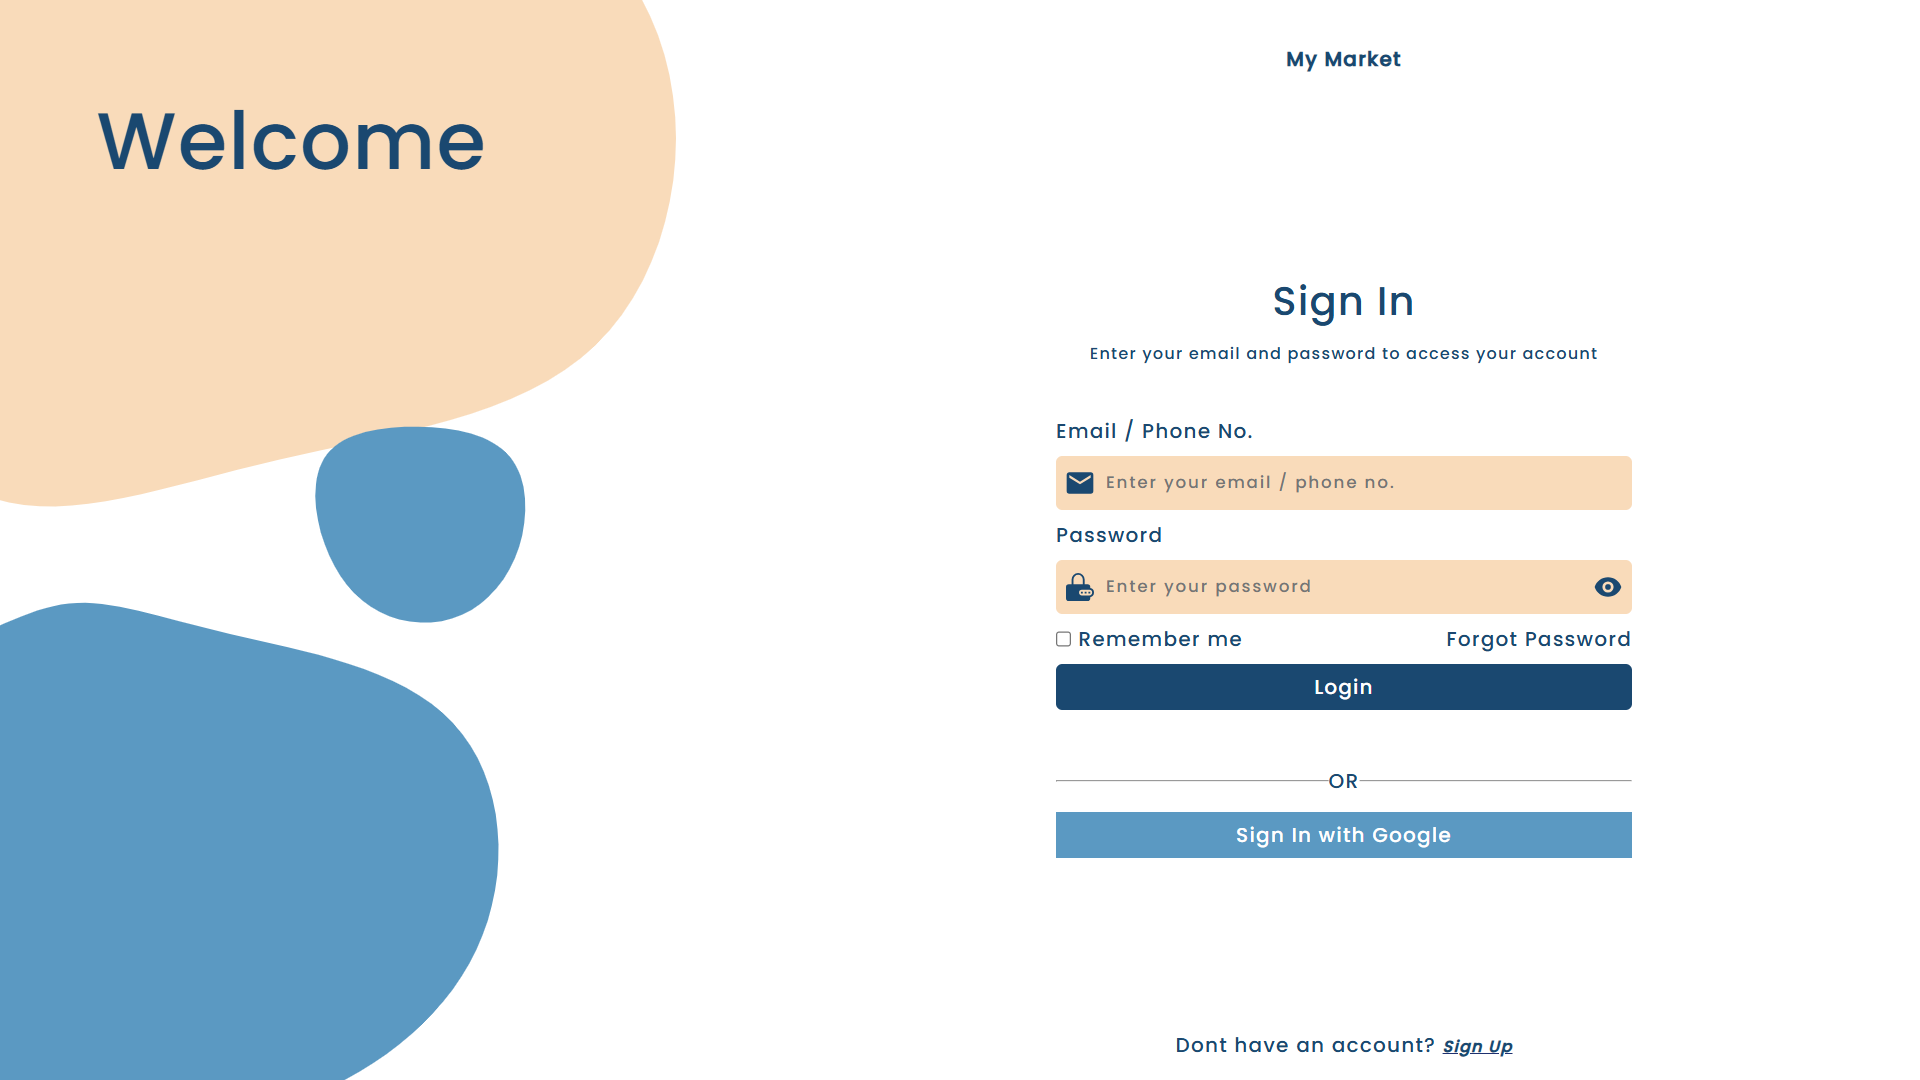 Welcome
My Market
Sign In
Enter your email and password to access your account
Email / Phone No.
Enter your email / phone no.
Password
Enter your password
Remember me Forgot Password
Login
OR
Sign In with Google
Dont have an account? Sign Up